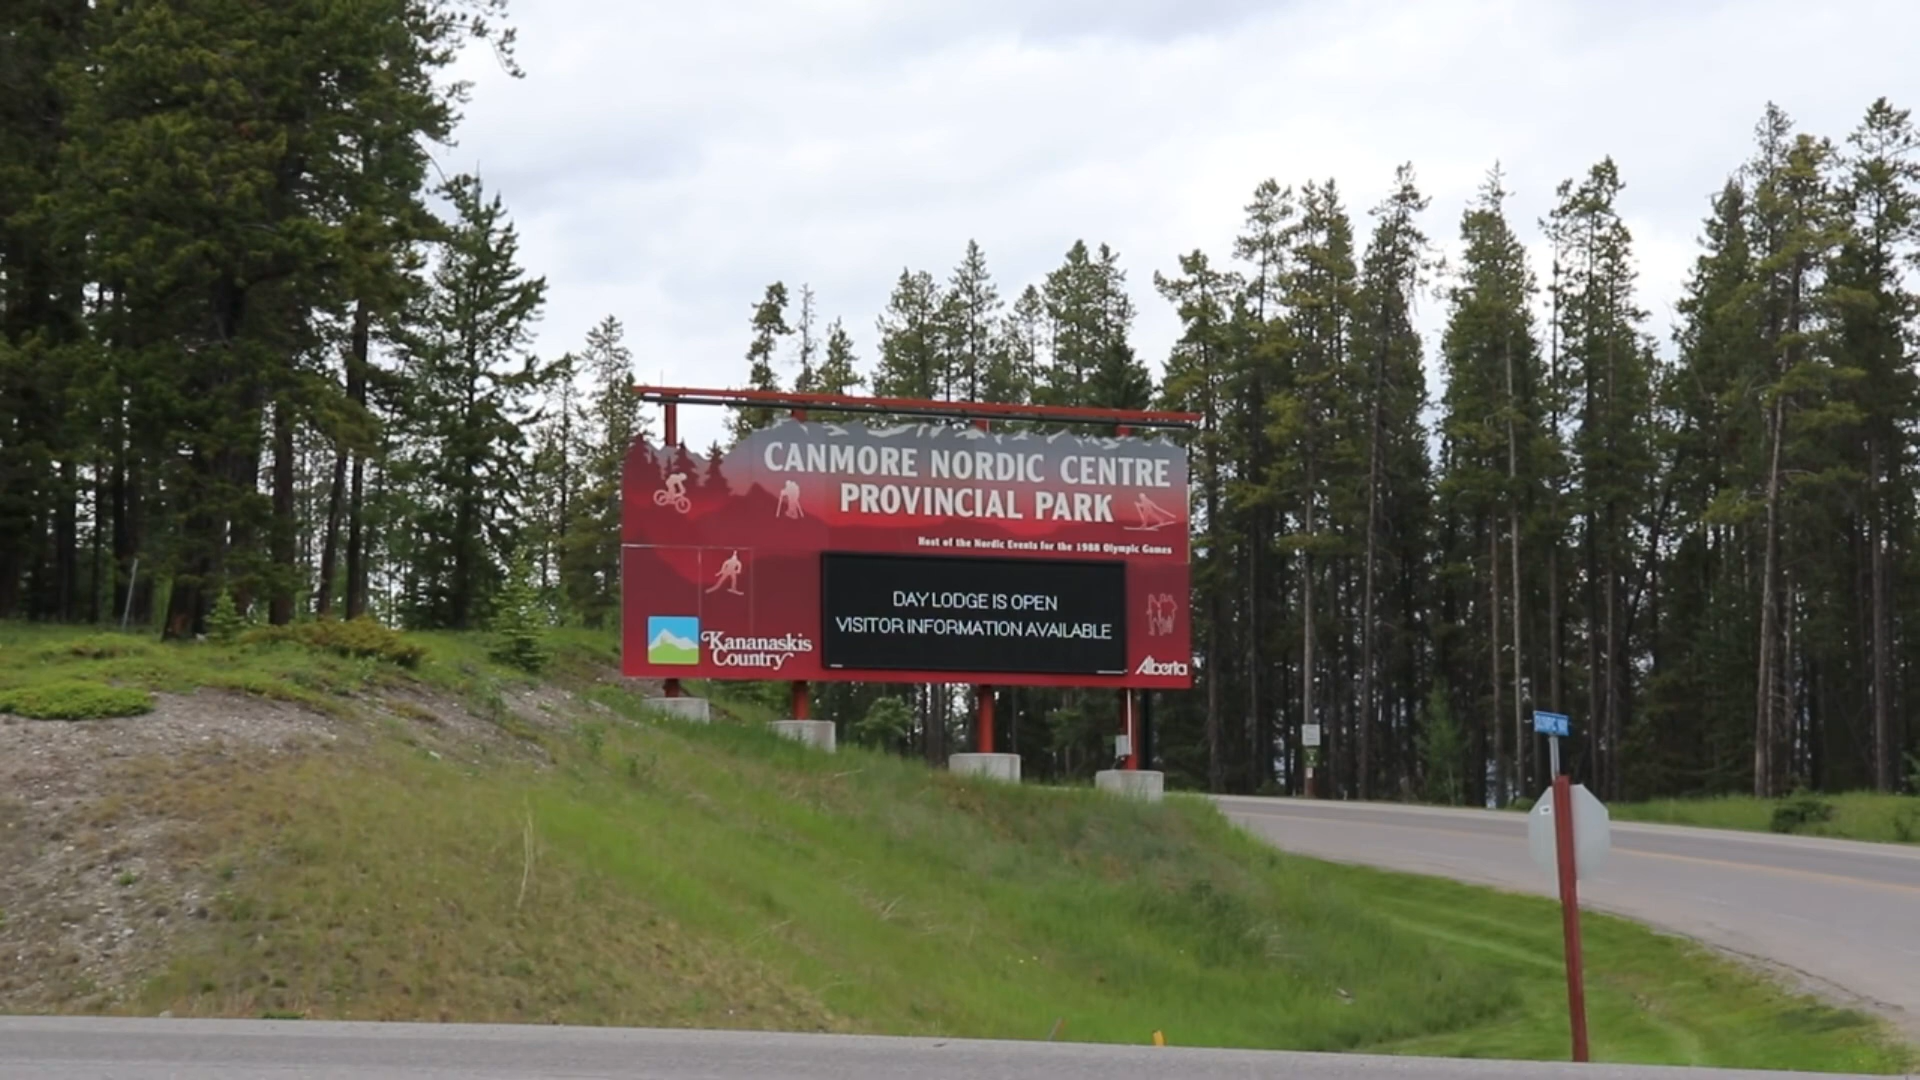 CANMORE NORDIC CENTRE
PROVINCIAL PARK
Host of the Nordic Events for the 1988 Olympic Games
DAY LODGE IS OPEN
VISITOR INFORMATION AVAILABLE
Kananaskis
Country
Alberta